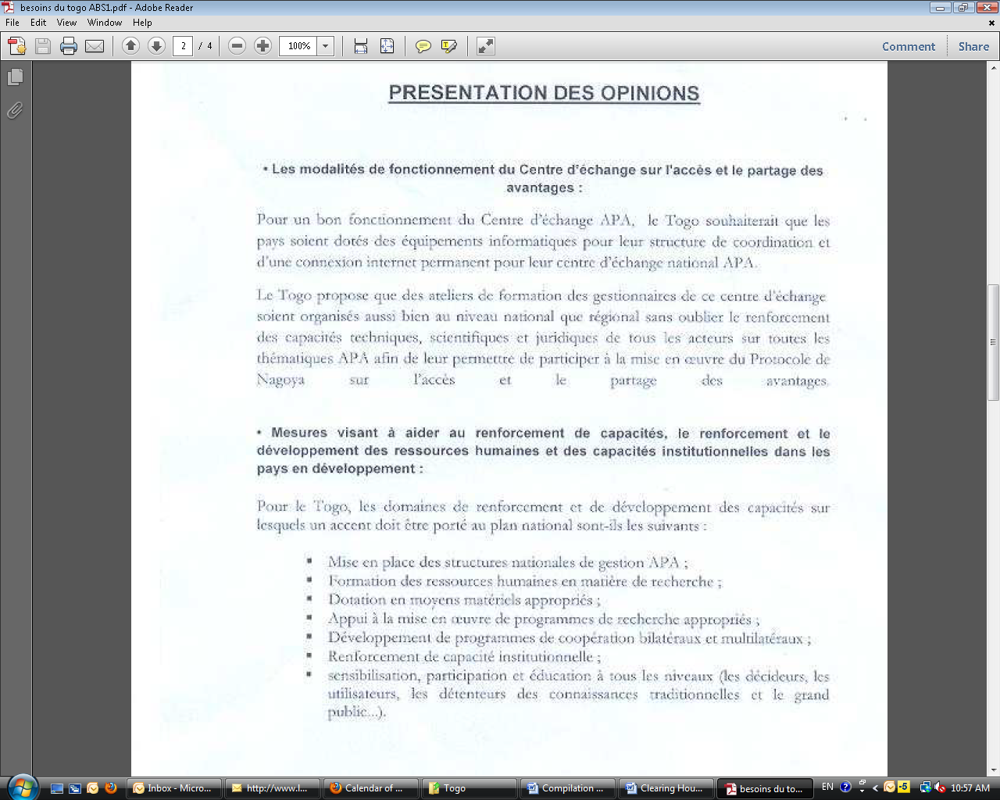 besoins du togo ABS1.pdf - Adobe Reader
File Edit View Window Help
2 / 4 100% Comment Share
PRESENTATION DES OPINIONS
• Les modalités de fonctionnement du Centre d'échange sur l'accès et le partage des
avantages :
Pour un bon fonctionnement du Centre d'échange APA, le Togo souhaiterait que les
pays soient dotés des équipements informatiques pour leur structure de coordination et
d'une connexion internet permanent pour leur centre d'échange national APA.
Le Togo propose que des ateliers de formation des gestionnaires de ce centre d'échange
soient organisés aussi bien au niveau national que régional sans oublier le renforcement
des capacités techniques, scientifiques et juridiques de tous les acteurs sur toutes les
thématiques APA afin de leur permettre de participer à la mise en œuvre du Protocole de
Nagoya sur l'accès et le partage des avantages.
• Mesures visant à aider au renforcement de capacités, le renforcement et le
développement des ressources humaines et des capacités institutionnelles dans les
pays en développement :
Pour le Togo, les domaines de renforcement et de développement des capacités sur
lesquels un accent doit être porté au plan national sont-ils les suivants :
▪ Mise en place des structures nationales de gestion APA ;
▪ Formation des ressources humaines en matière de recherche ;
▪ Dotation en moyens matériels appropriés ;
▪ Appui à la mise en œuvre de programmes de recherche appropriés ;
▪ Développement de programmes de coopération bilatéraux et multilatéraux ;
▪ Renforcement de capacité institutionnelle ;
▪ sensibilisation, participation et éducation à tous les niveaux (les décideurs, les
utilisateurs, les détenteurs des connaissances traditionnelles et le grand
public...).
Inbox - Micro... http://www.l... Calendar of ... Togo Compilation ... Clearing Hou... besoins du to... EN -5 10:57 AM